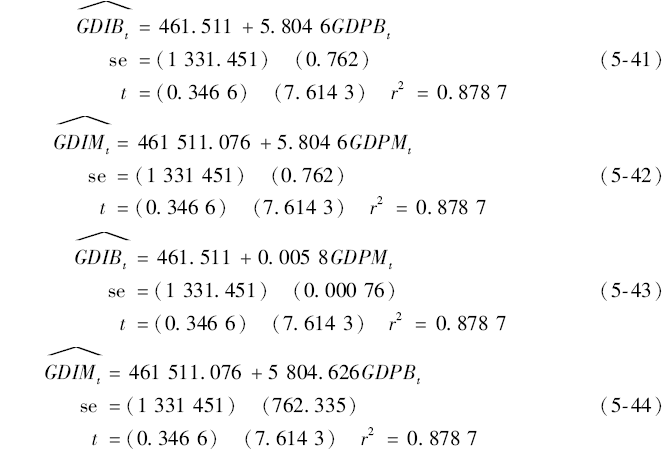 GDIB_t = 461.511 + 5.804 6GDPB_t
se = (1 331.451) (0.762) (5-41)
t = (0.346 6) (7.614 3) r² = 0.878 7
GDIM_t = 461 511.076 + 5.804 6GDPM_t
se = (1 331 451) (0.762) (5-42)
t = (0.346 6) (7.614 3) r² = 0.878 7
GDIB_t = 461.511 + 0.005 8GDPM_t
se = (1 331.451) (0.000 76) (5-43)
t = (0.346 6) (7.614 3) r² = 0.878 7
GDIM_t = 461 511.076 + 5 804.626GDPB_t
se = (1 331 451) (762.335) (5-44)
t = (0.346 6) (7.614 3) r² = 0.878 7